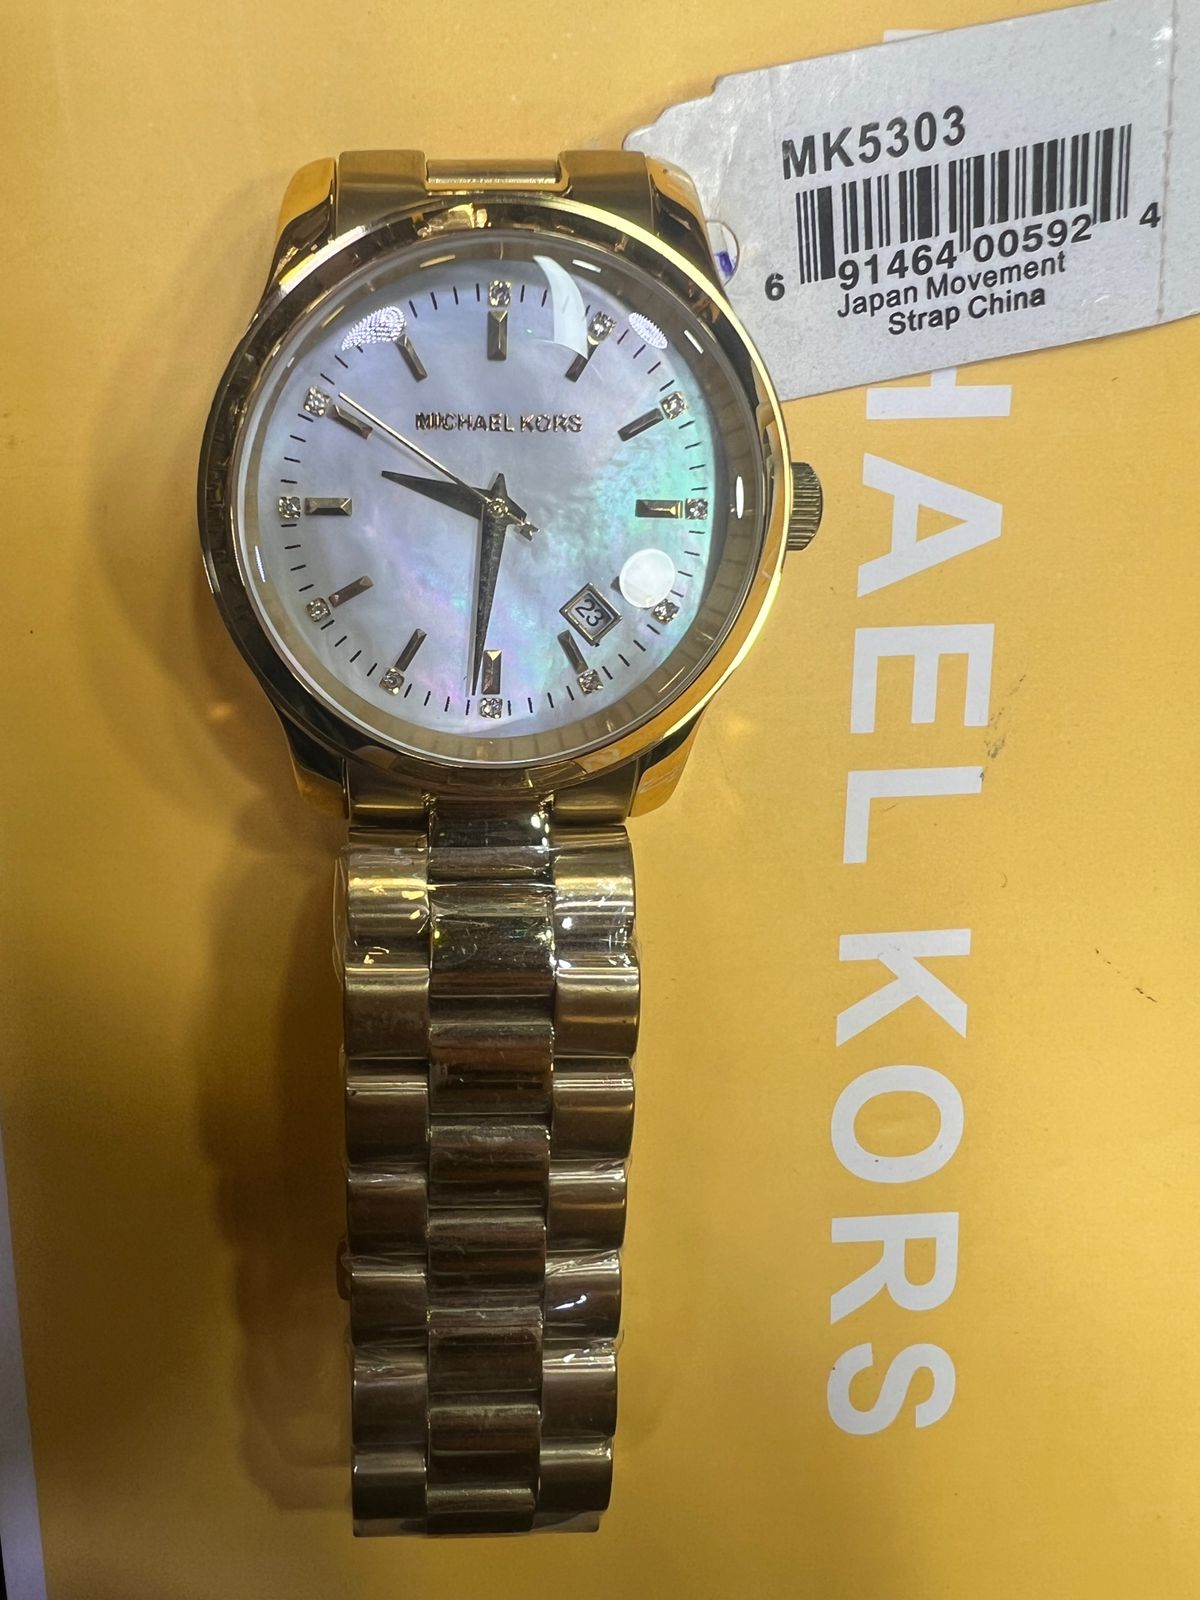 MK5303
6 91464 00592 4
Japan Movement
Strap China
MICHAEL KORS
23
HAEL KORS